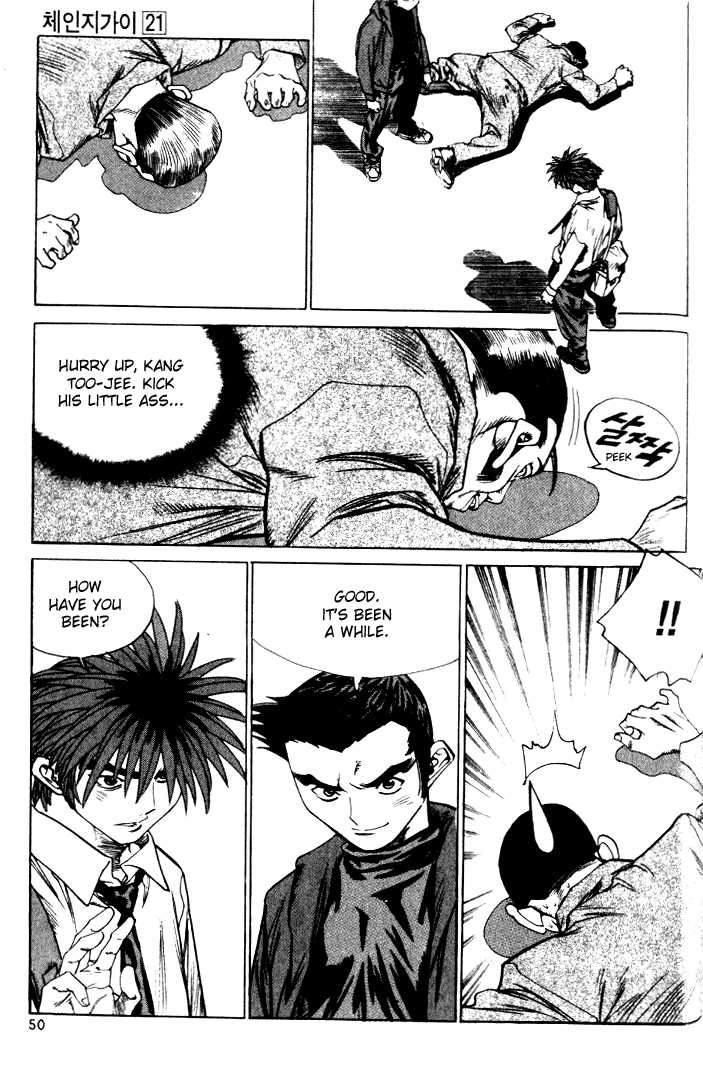 체인지가이 21
HURRY UP, KANG
TOO-JEE. KICK
HIS LITTLE ASS...
살짝
PEEK
HOW
HAVE YOU
BEEN?
GOOD.
IT'S BEEN
A WHILE.
!!
50